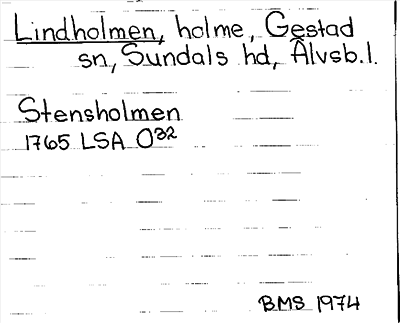 Lindholmen, holme, Gestad
sn, Sundals hd, Älvsb.l.
Stensholmen
1765 LSA O32
BMS 1974